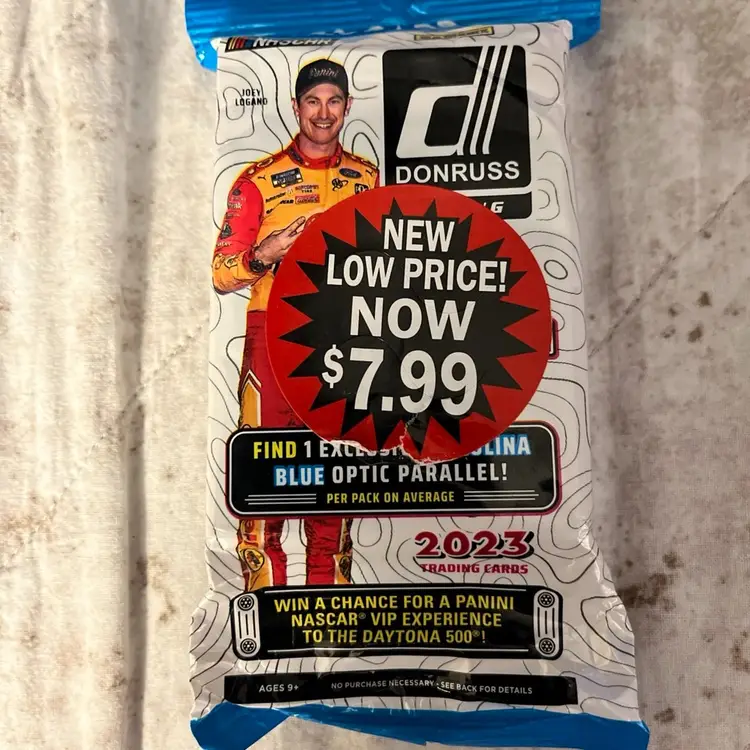 NASCAR
JOEY
LOGANO
Panini
d
DONRUSS
NEW
LOW PRICE!
NOW
$7.99
FIND 1
BLUE OPTIC PARALLEL!
PER PACK ON AVERAGE
2023
TRADING CARDS
WIN A CHANCE FOR A PANINI
NASCAR® VIP EXPERIENCE
TO THE DAYTONA 500®!
AGES 9+
NO PURCHASE NECESSARY - SEE BACK FOR DETAILS